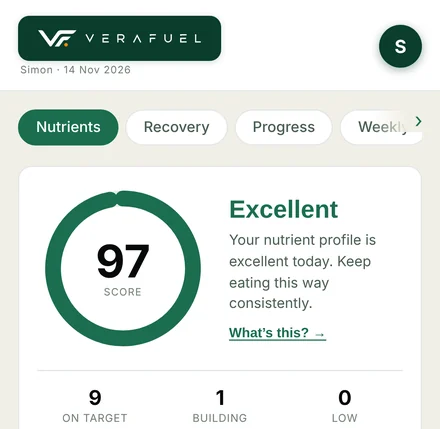 VERAFUEL
Simon · 14 Nov 2026
S
Nutrients
Recovery
Progress
Weekly
97
SCORE
Excellent
Your nutrient profile is
excellent today. Keep
eating this way
consistently.
What's this? →
9
ON TARGET
1
BUILDING
0
LOW